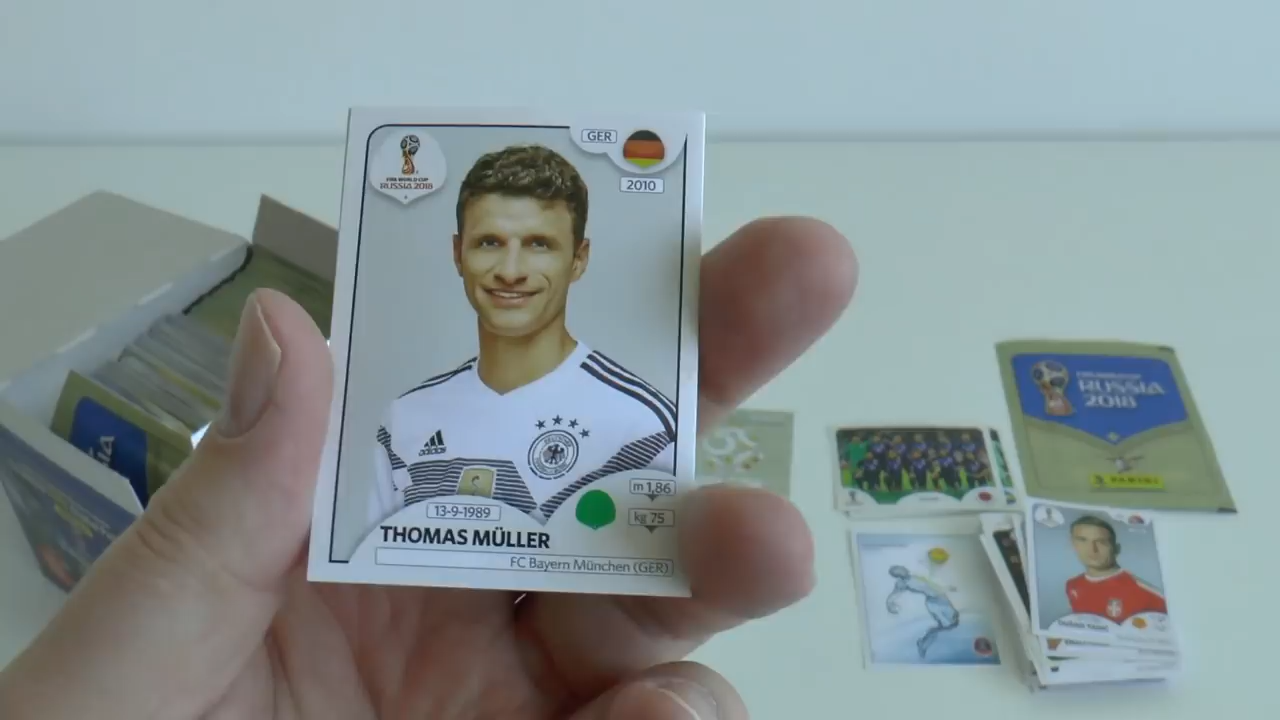 GER
FIFA WORLD CUP
RUSSIA 2018
2010
adidas
m 1,86
13-9-1989
kg 75
THOMAS MÜLLER
FC Bayern München (GER)
RUSSIA
2018
PANINI